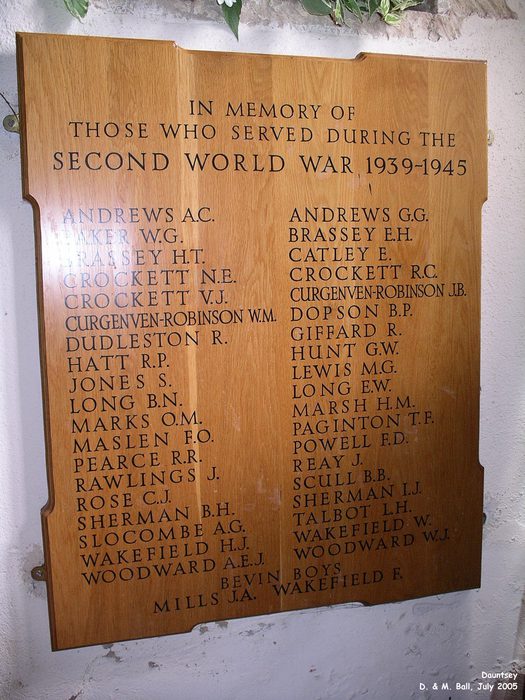 IN MEMORY OF
THOSE WHO SERVED DURING THE
SECOND WORLD WAR 1939-1945
ANDREWS A.C.
BAKER W.G.
BRASSEY H.T.
CROCKETT N.E.
CROCKETT V.J.
CURGENVEN-ROBINSON W.M.
DUDLESTON R.
HATT R.P.
JONES S.
LONG B.N.
MARKS O.M.
MASLEN F.O.
PEARCE R.R.
RAWLINGS J.
ROSE C.J.
SHERMAN B.H.
SLOCOMBE A.G.
WAKEFIELD H.J.
WOODWARD A.E.J.
ANDREWS G.G.
BRASSEY E.H.
CATLEY E.
CROCKETT R.C.
CURGENVEN-ROBINSON J.B.
DOPSON B.P.
GIFFARD R.
HUNT G.W.
LEWIS M.G.
LONG E.W.
MARSH H.M.
PAGINTON T.F.
POWELL F.D.
REAY J.
SCULL B.B.
SHERMAN I.J.
TALBOT L.H.
WAKEFIELD W.
WOODWARD W.J.
BEVIN BOYS
MILLS J.A. WAKEFIELD F.
Dauntsey
D. & M. Ball, July 2005